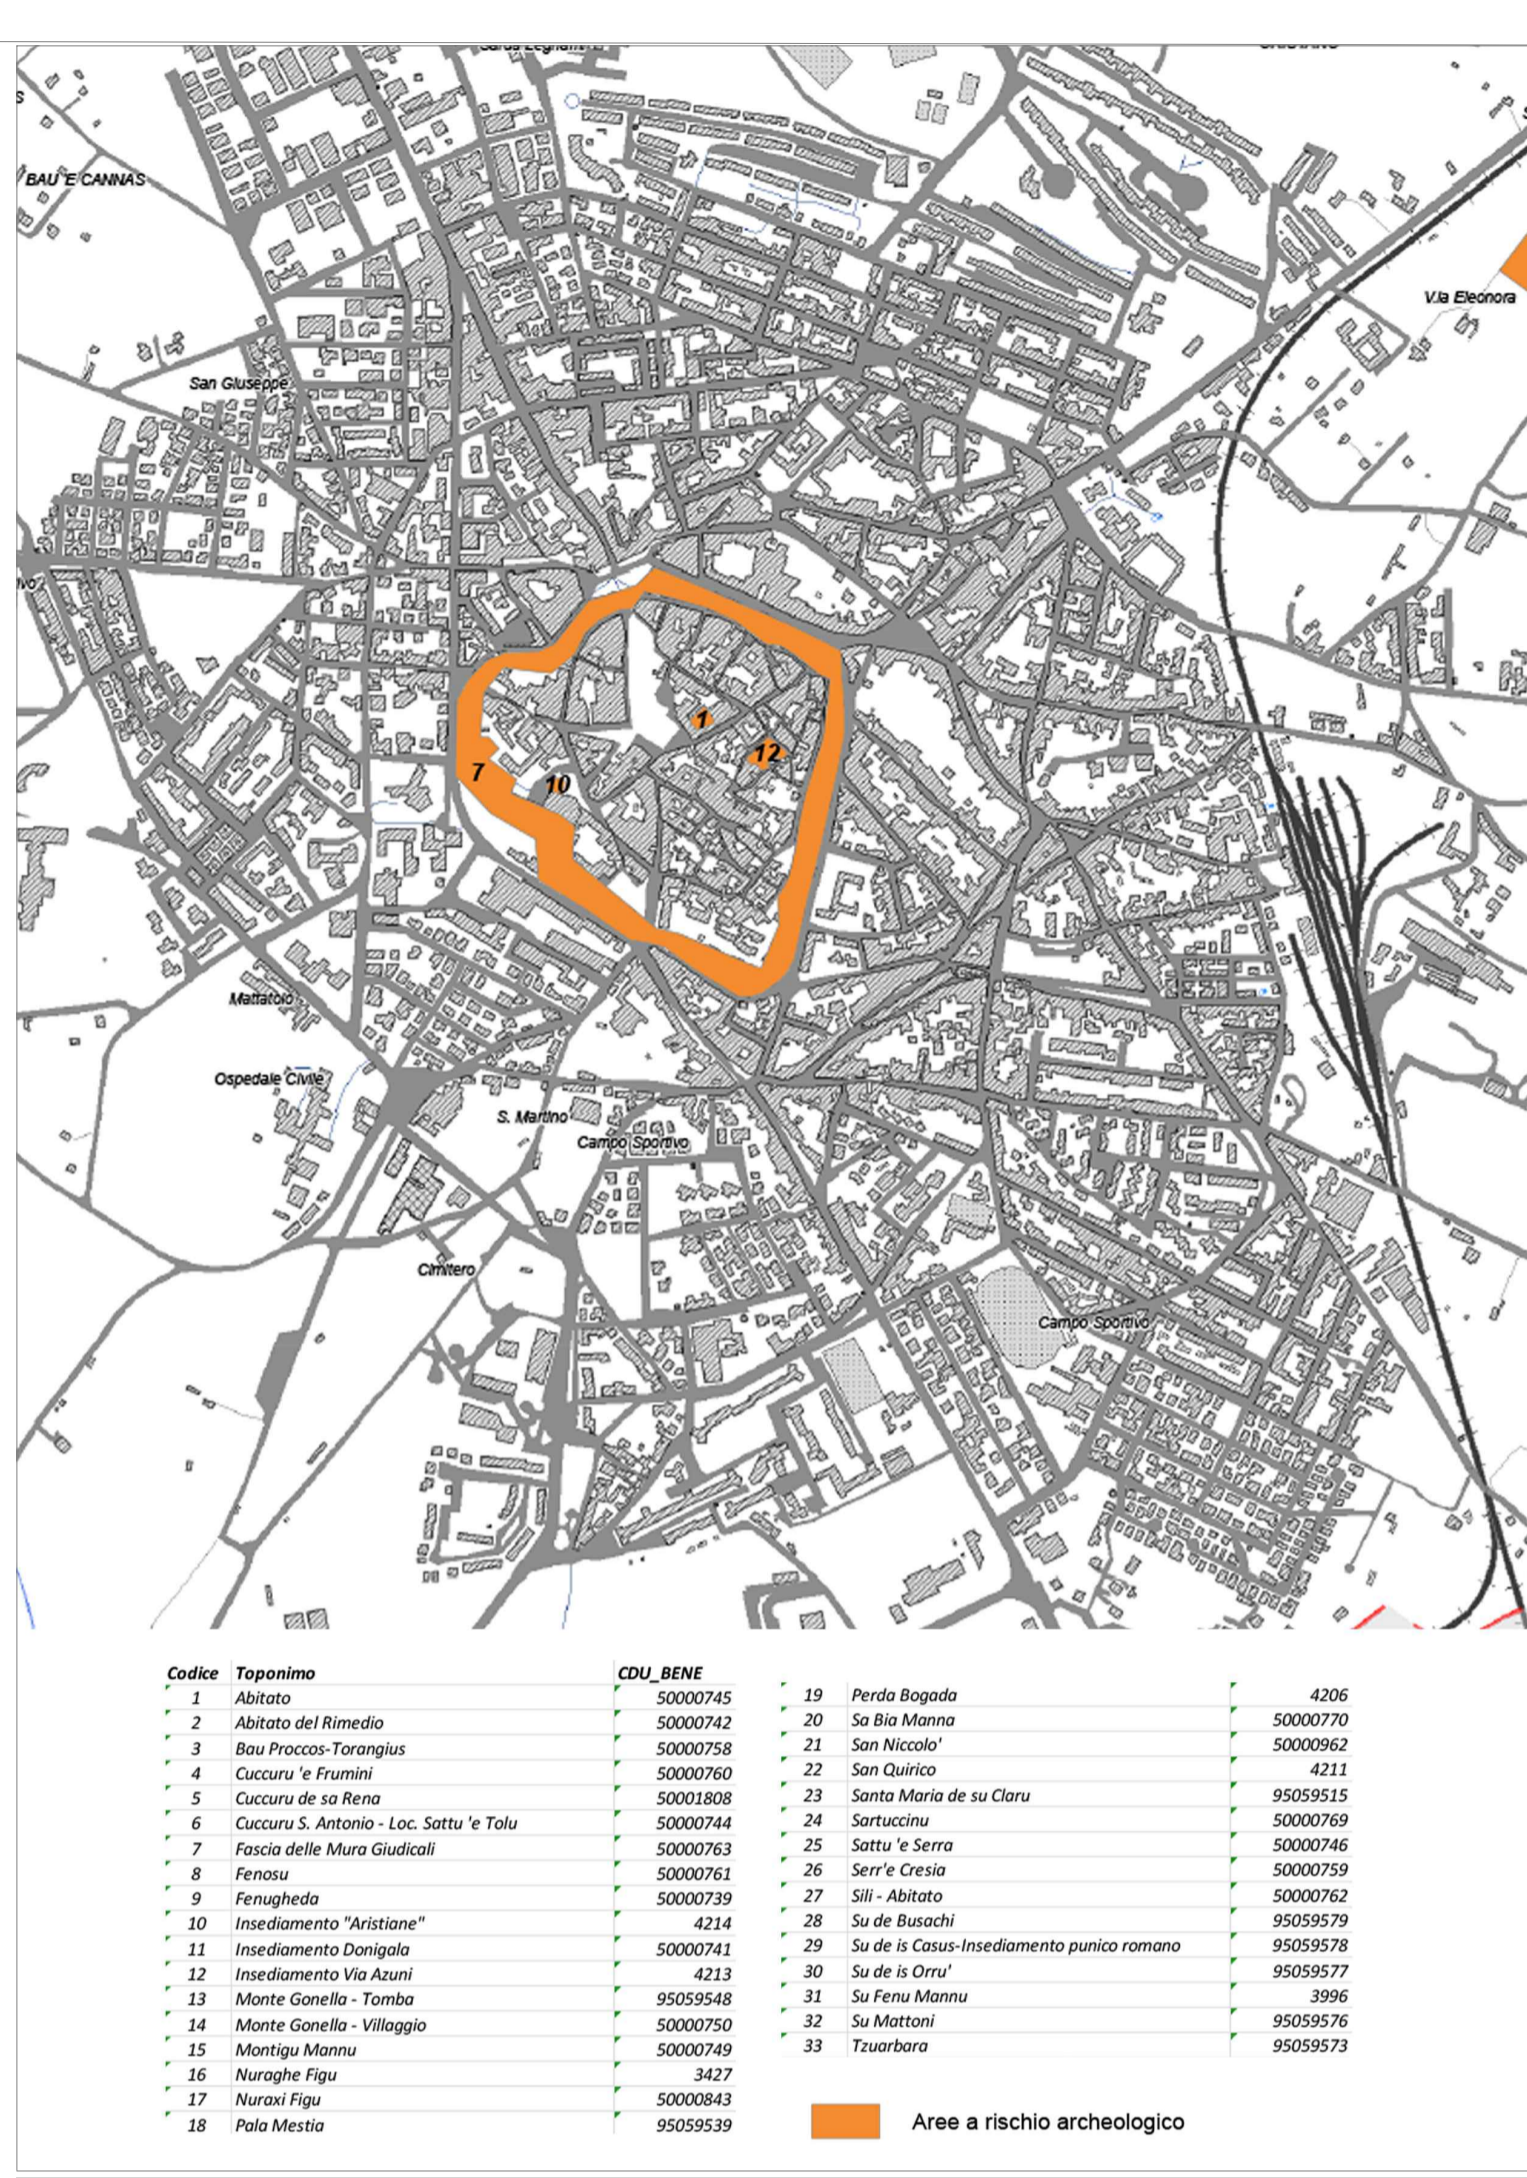 BAU 'E CANNAS
V.la Eleonora
San Giuseppe
1
12
7
10
Mattatoio
Ospedale Civile
S. Martino
Campo Sportivo
Cimitero
Campo Sportivo
Codice Toponimo CDU_BENE
1 Abitato 50000745
2 Abitato del Rimedio 50000742
3 Bau Proccos-Torangius 50000758
4 Cuccuru 'e Frumini 50000760
5 Cuccuru de sa Rena 50001808
6 Cuccuru S. Antonio - Loc. Sattu 'e Tolu 50000744
7 Fascia delle Mura Giudicali 50000763
8 Fenosu 50000761
9 Fenugheda 50000739
10 Insediamento "Aristiane" 4214
11 Insediamento Donigala 50000741
12 Insediamento Via Azuni 4213
13 Monte Gonella - Tomba 95059548
14 Monte Gonella - Villaggio 50000750
15 Montigu Mannu 50000749
16 Nuraghe Figu 3427
17 Nuraxi Figu 50000843
18 Pala Mestia 95059539
19 Perda Bogada 4206
20 Sa Bia Manna 50000770
21 San Niccolo' 50000962
22 San Quirico 4211
23 Santa Maria de su Claru 95059515
24 Sartuccinu 50000769
25 Sattu 'e Serra 50000746
26 Serr'e Cresia 50000759
27 Sili - Abitato 50000762
28 Su de Busachi 95059579
29 Su de is Casus-Insediamento punico romano 95059578
30 Su de is Orru' 95059577
31 Su Fenu Mannu 3996
32 Su Mattoni 95059576
33 Tzuarbara 95059573
Aree a rischio archeologico